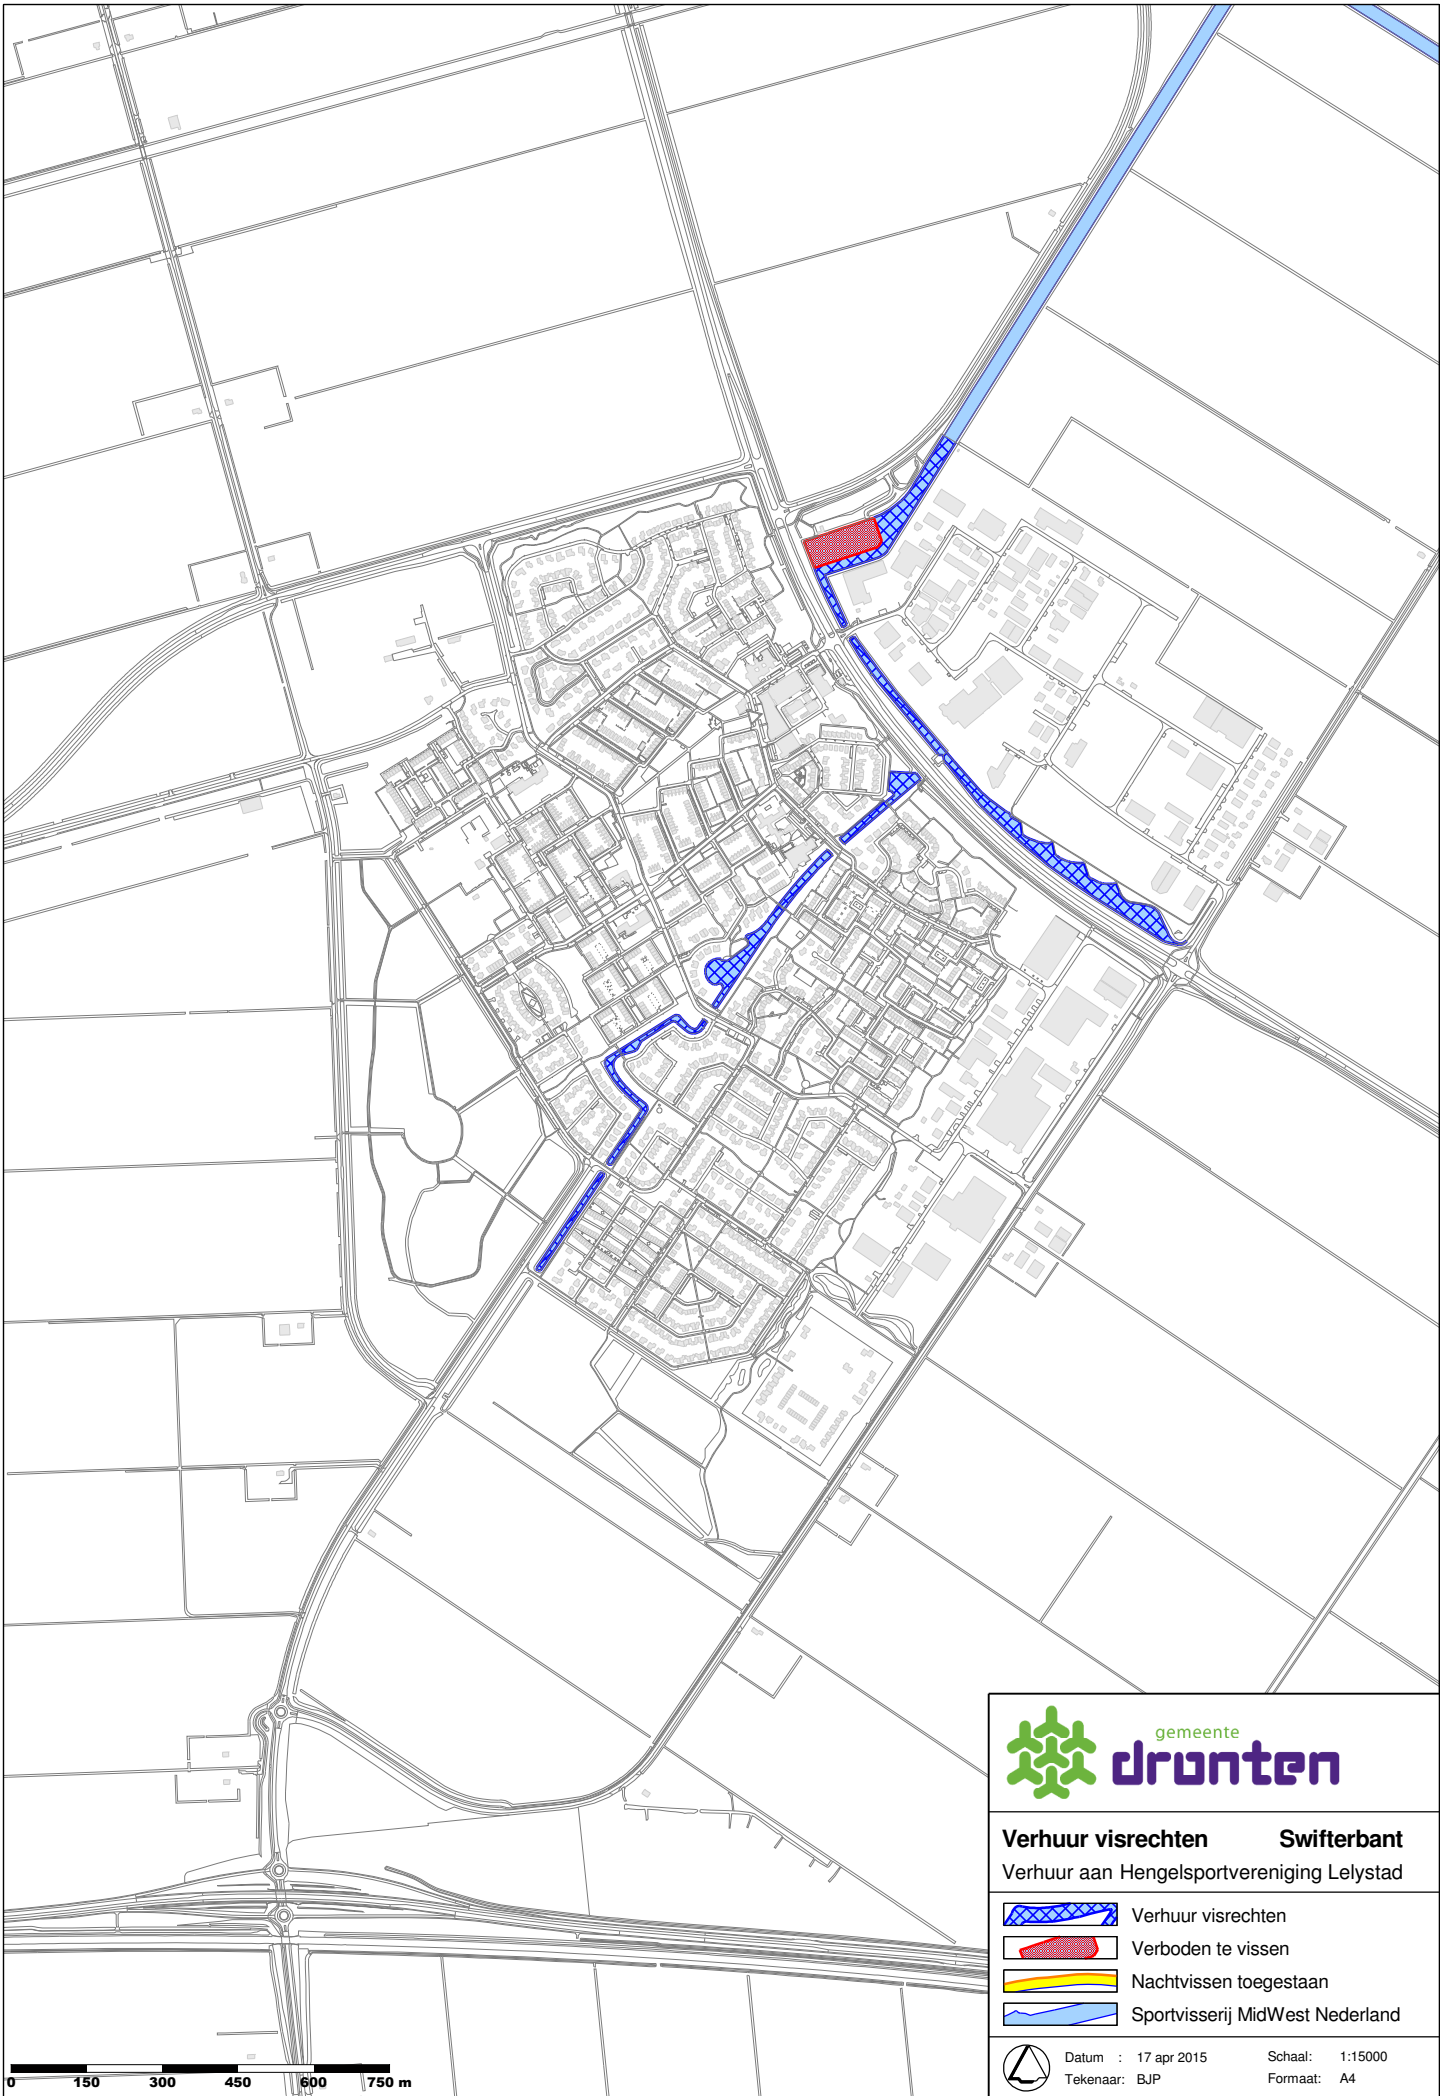 gemeente
dronten
Verhuur visrechten Swifterbant
Verhuur aan Hengelsportvereniging Lelystad
Verhuur visrechten
Verboden te vissen
Nachtvissen toegestaan
Sportvisserij MidWest Nederland
Datum : 17 apr 2015 Schaal: 1:15000
Tekenaar: BJP Formaat: A4
0 150 300 450 600 750 m